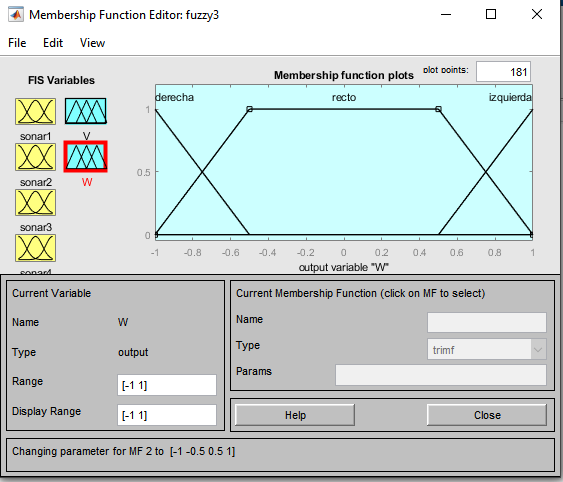 Membership Function Editor: fuzzy3
File Edit View
FIS Variables
Membership function plots
plot points:
181
derecha recto izquierda
1
0.5
0
-1 -0.8 -0.6 -0.4 -0.2 0 0.2 0.4 0.6 0.8 1
output variable "W"
sonar1
V
sonar2
W
sonar3
sonar4
Current Variable
Name W
Type output
Range [-1 1]
Display Range [-1 1]
Current Membership Function (click on MF to select)
Name
Type trimf
Params
Help Close
Changing parameter for MF 2 to [-1 -0.5 0.5 1]